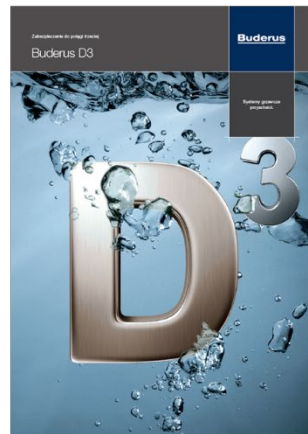 Zabezpieczenie do potęgi trzeciej
Buderus D3
Buderus
Systemy grzewcze
przyszłości.
D3